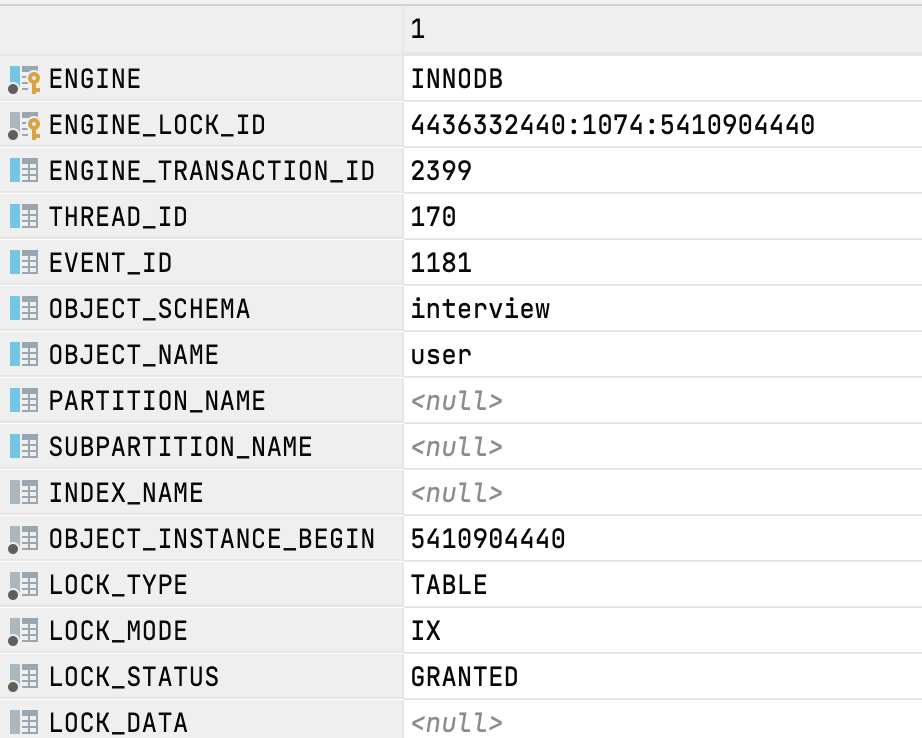 1
ENGINE INNODB
ENGINE_LOCK_ID 4436332440:1074:5410904440
ENGINE_TRANSACTION_ID 2399
THREAD_ID 170
EVENT_ID 1181
OBJECT_SCHEMA interview
OBJECT_NAME user
PARTITION_NAME <null>
SUBPARTITION_NAME <null>
INDEX_NAME <null>
OBJECT_INSTANCE_BEGIN 5410904440
LOCK_TYPE TABLE
LOCK_MODE IX
LOCK_STATUS GRANTED
LOCK_DATA <null>